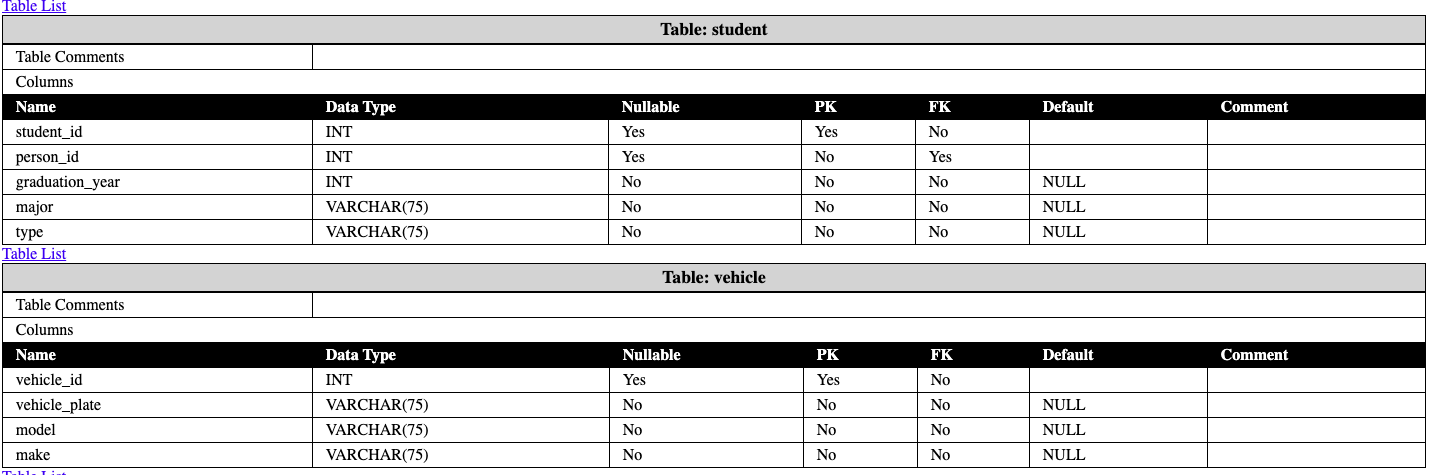 Table List
Table: student
Table Comments
Columns
Name Data Type Nullable PK FK Default Comment
student_id INT Yes Yes No
person_id INT Yes No Yes
graduation_year INT No No No NULL
major VARCHAR(75) No No No NULL
type VARCHAR(75) No No No NULL
Table List
Table: vehicle
Table Comments
Columns
Name Data Type Nullable PK FK Default Comment
vehicle_id INT Yes Yes No
vehicle_plate VARCHAR(75) No No No NULL
model VARCHAR(75) No No No NULL
make VARCHAR(75) No No No NULL
Table List